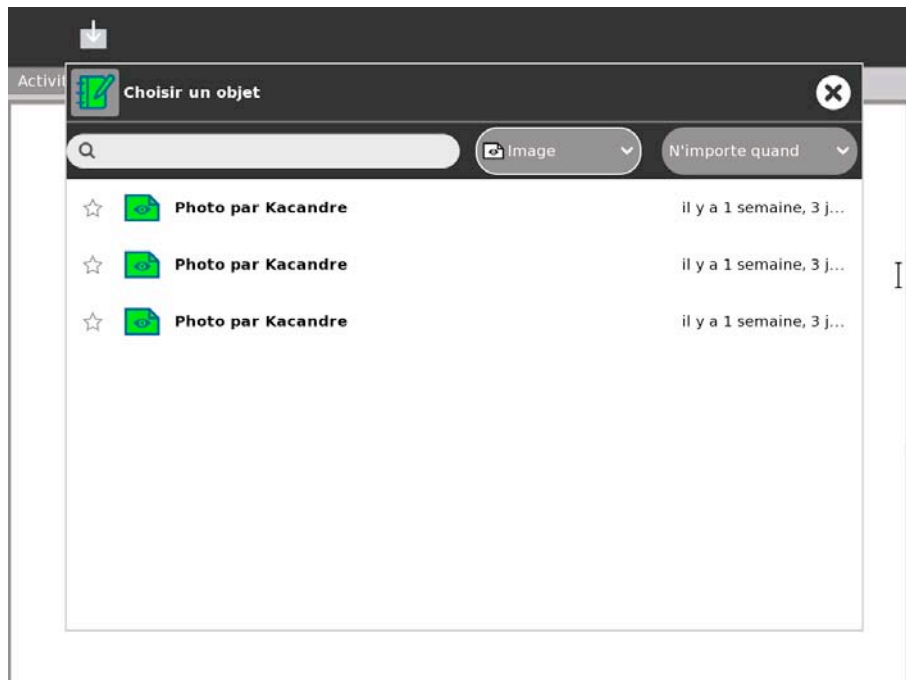 Activit
Choisir un objet
Image
N'importe quand
Photo par Kacandre il y a 1 semaine, 3 j...
Photo par Kacandre il y a 1 semaine, 3 j...
Photo par Kacandre il y a 1 semaine, 3 j...